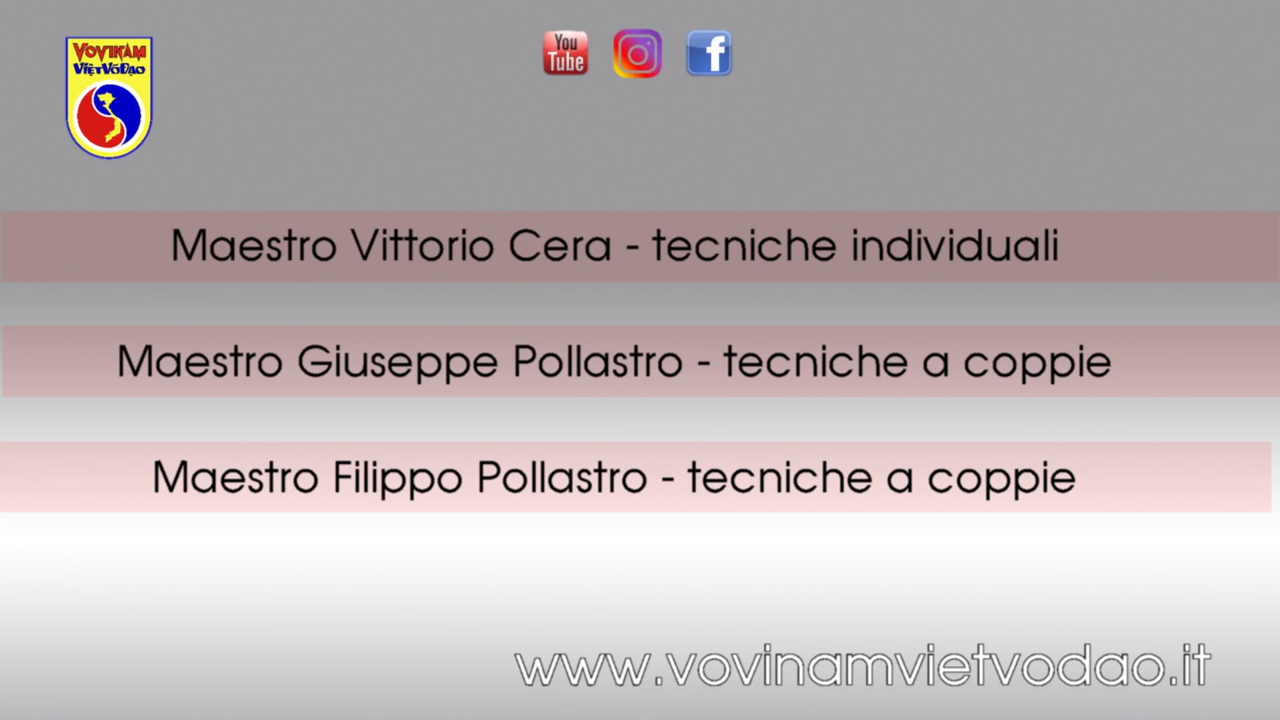 VOVINAM
VIỆT VÕ ĐẠO
You
Tube
f
Maestro Vittorio Cera - tecniche individuali
Maestro Giuseppe Pollastro - tecniche a coppie
Maestro Filippo Pollastro - tecniche a coppie
www.vovinamvietvodao.it